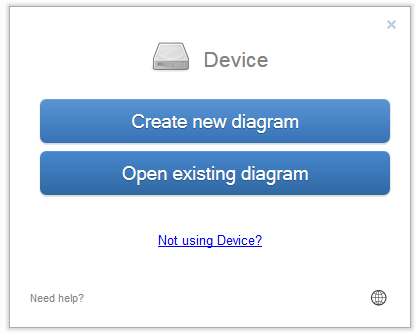 Device
Create new diagram
Open existing diagram
Not using Device?
Need help?